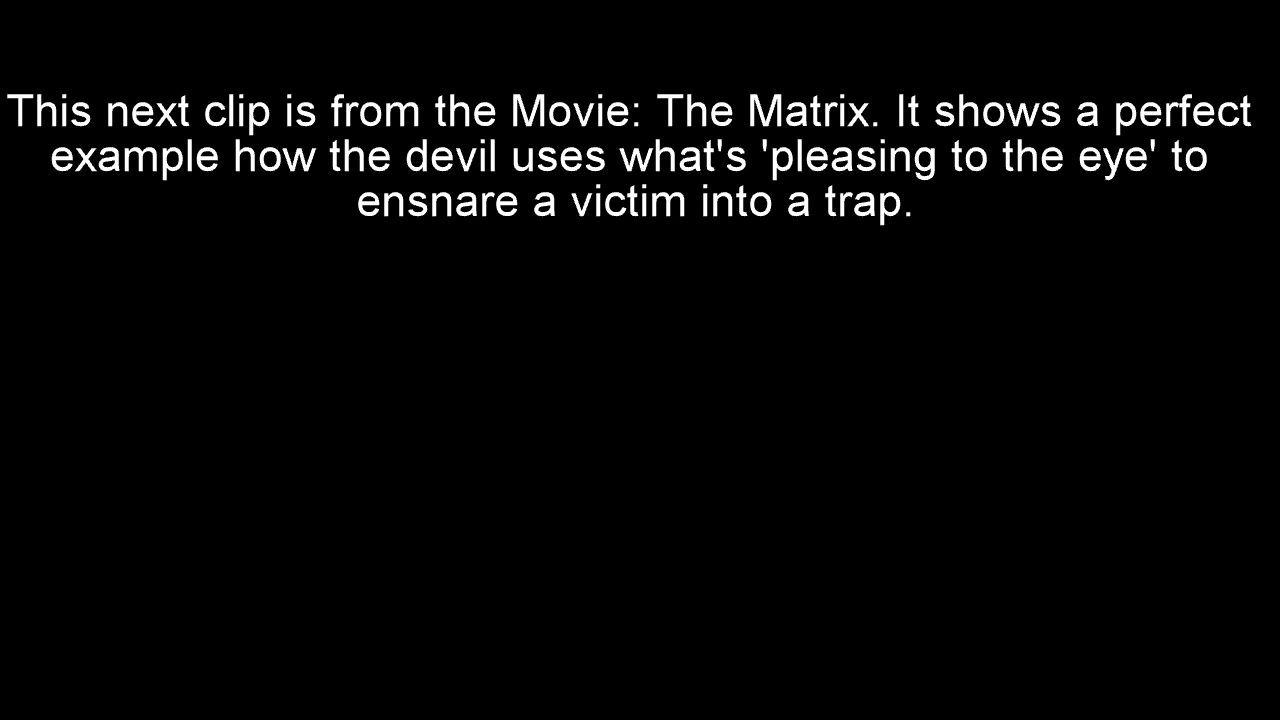 This next clip is from the Movie: The Matrix. It shows a perfect
example how the devil uses what's 'pleasing to the eye' to
ensnare a victim into a trap.